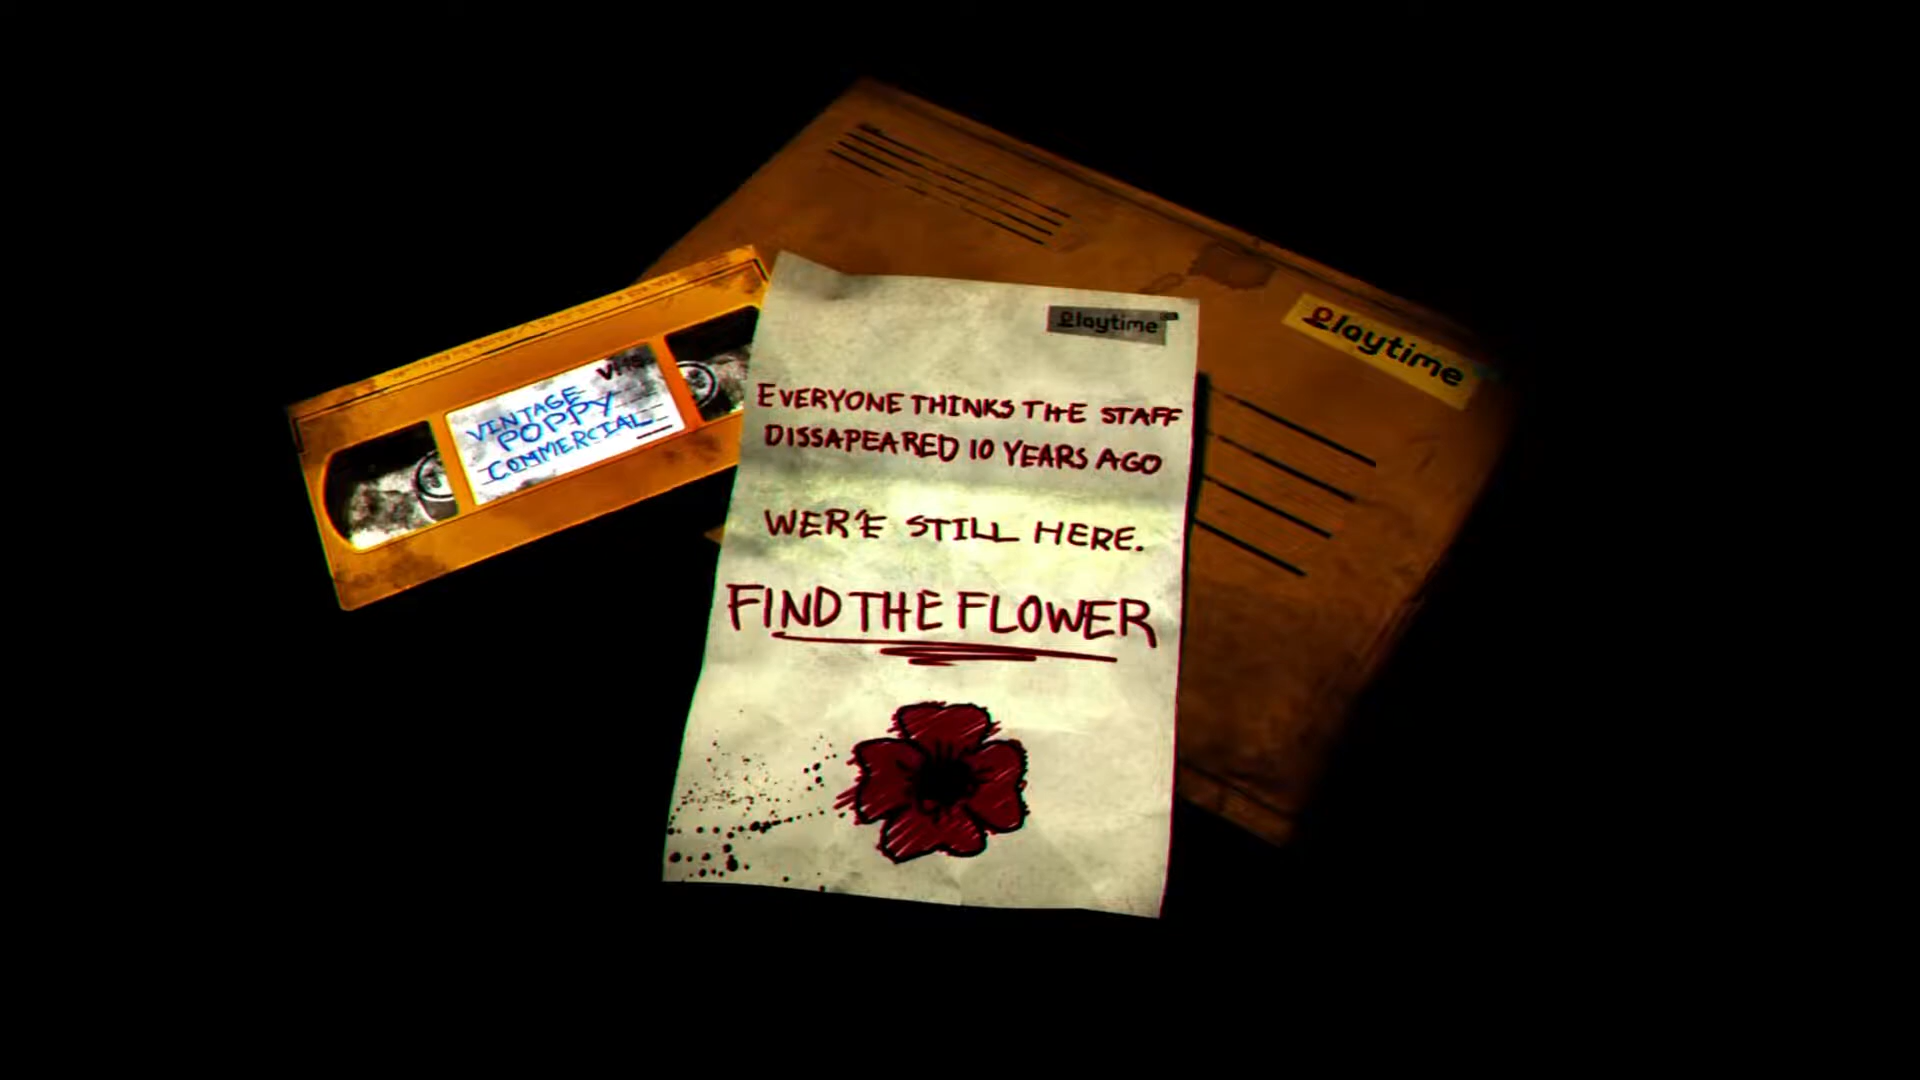 VHS
VINTAGE
POPPY
COMMERCIAL
Playtime
Playtime
EVERYONE THINKS THE STAFF
DISSAPEARED 10 YEARS AGO
WER'E STILL HERE.
FIND THE FLOWER